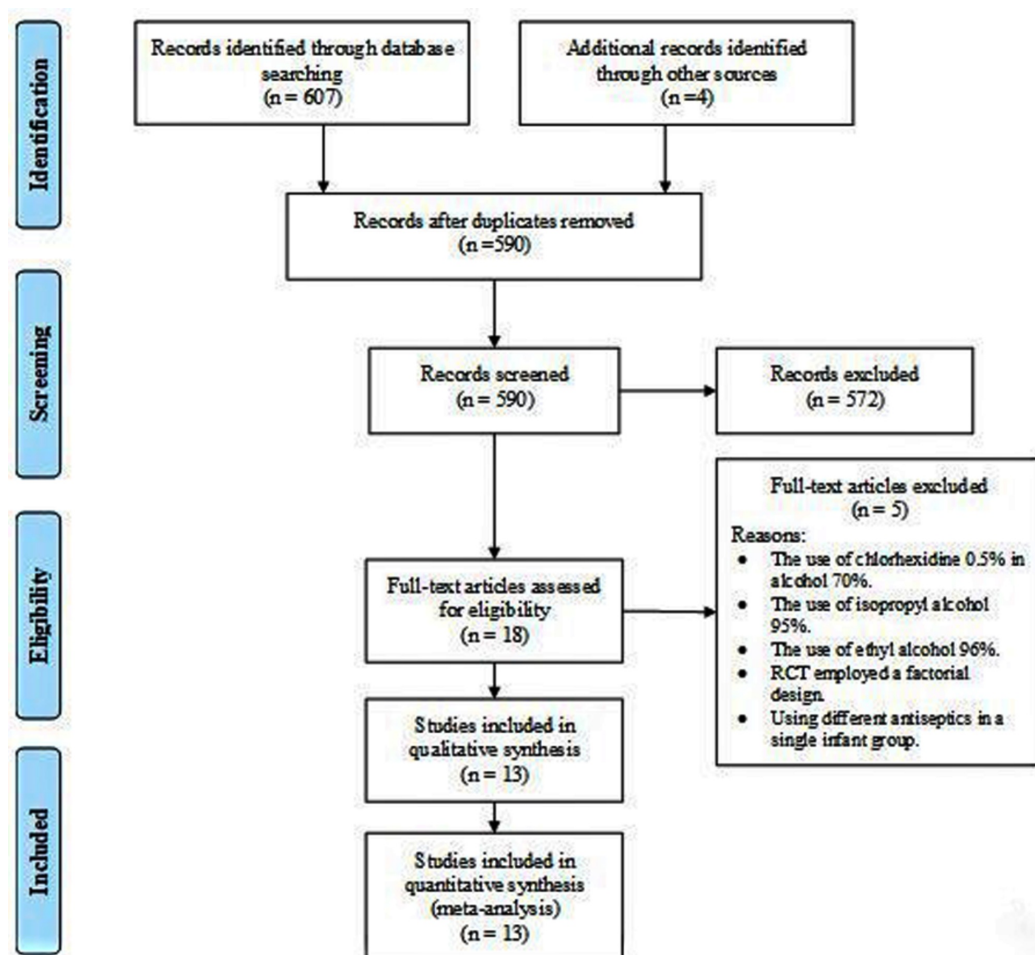 Identification
Records identified through database
searching
(n = 607)
Additional records identified
through other sources
(n =4)
Records after duplicates removed
(n =590)
Screening
Records screened
(n = 590)
Records excluded
(n = 572)
Eligibility
Full-text articles assessed
for eligibility
(n = 18)
Full-text articles excluded
(n = 5)
Reasons:
• The use of chlorhexidine 0.5% in
alcohol 70%.
• The use of isopropyl alcohol
95%.
• The use of ethyl alcohol 96%.
• RCT employed a factorial
design.
• Using different antiseptics in a
single infant group.
Studies included in
qualitative synthesis
(n = 13)
Included
Studies included in
quantitative synthesis
(meta-analysis)
(n = 13)